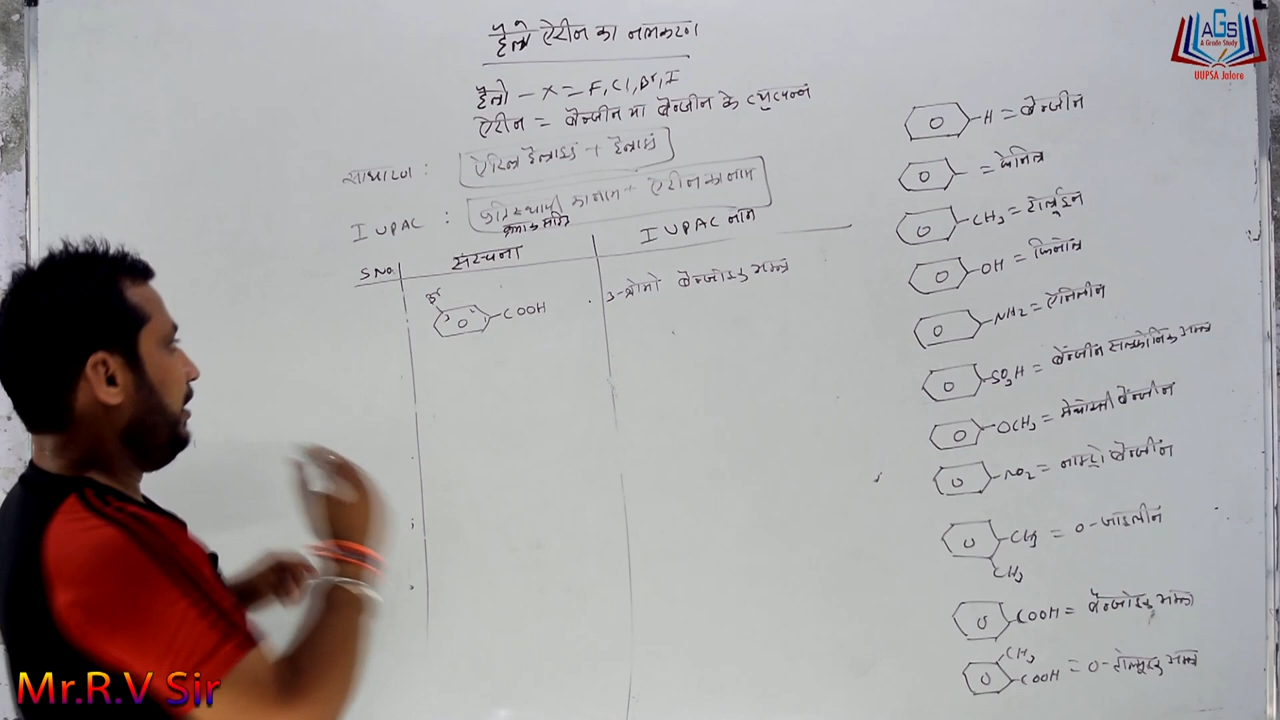 हैलो ऐरीन का नामकरण
हैलो - X = F, Cl, Br, I
ऐरीन = बैन्जीन या बैन्जीन के व्युत्पन्न
साधारण : ऐरिल हैलाइड + हैलाइड
IUPAC : प्रतिस्थापी का नाम + ऐरीन का नाम
क्रमांक सहित
S.No. संरचना IUPAC नाम
Br
COOH 3-ब्रोमो बैन्जोइक अम्ल
H = बैन्जीन
= फेनिल
CH3 = टोलूईन
OH = फिनोल
NH2 = ऐनिलीन
SO3H = बैंन्जीन सल्फोनिक अम्ल
OCH3 = मेथोक्सी बैंन्जीन
NO2 = नाइट्रो बैन्जीन
CH3 = O-जाइलीन
CH3
COOH = बैन्जोइक अम्ल
CH3
COOH = O-टोल्यूइक अम्ल
AGS
A Grade Study
UUPSA Jalore
Mr.R.V Sir